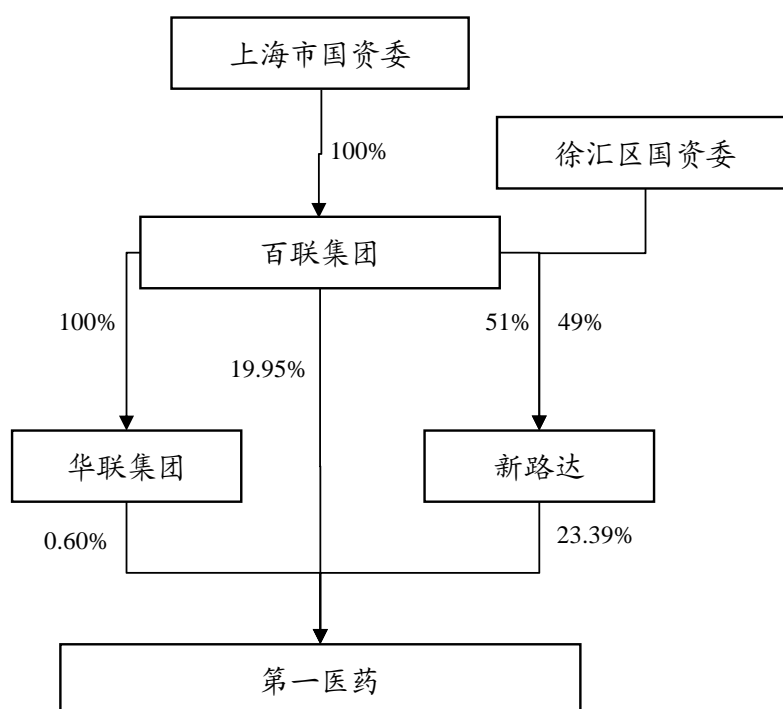 上海市国资委
100%
徐汇区国资委
百联集团
100%
19.95%
51%
49%
华联集团
新路达
0.60%
23.39%
第一医药